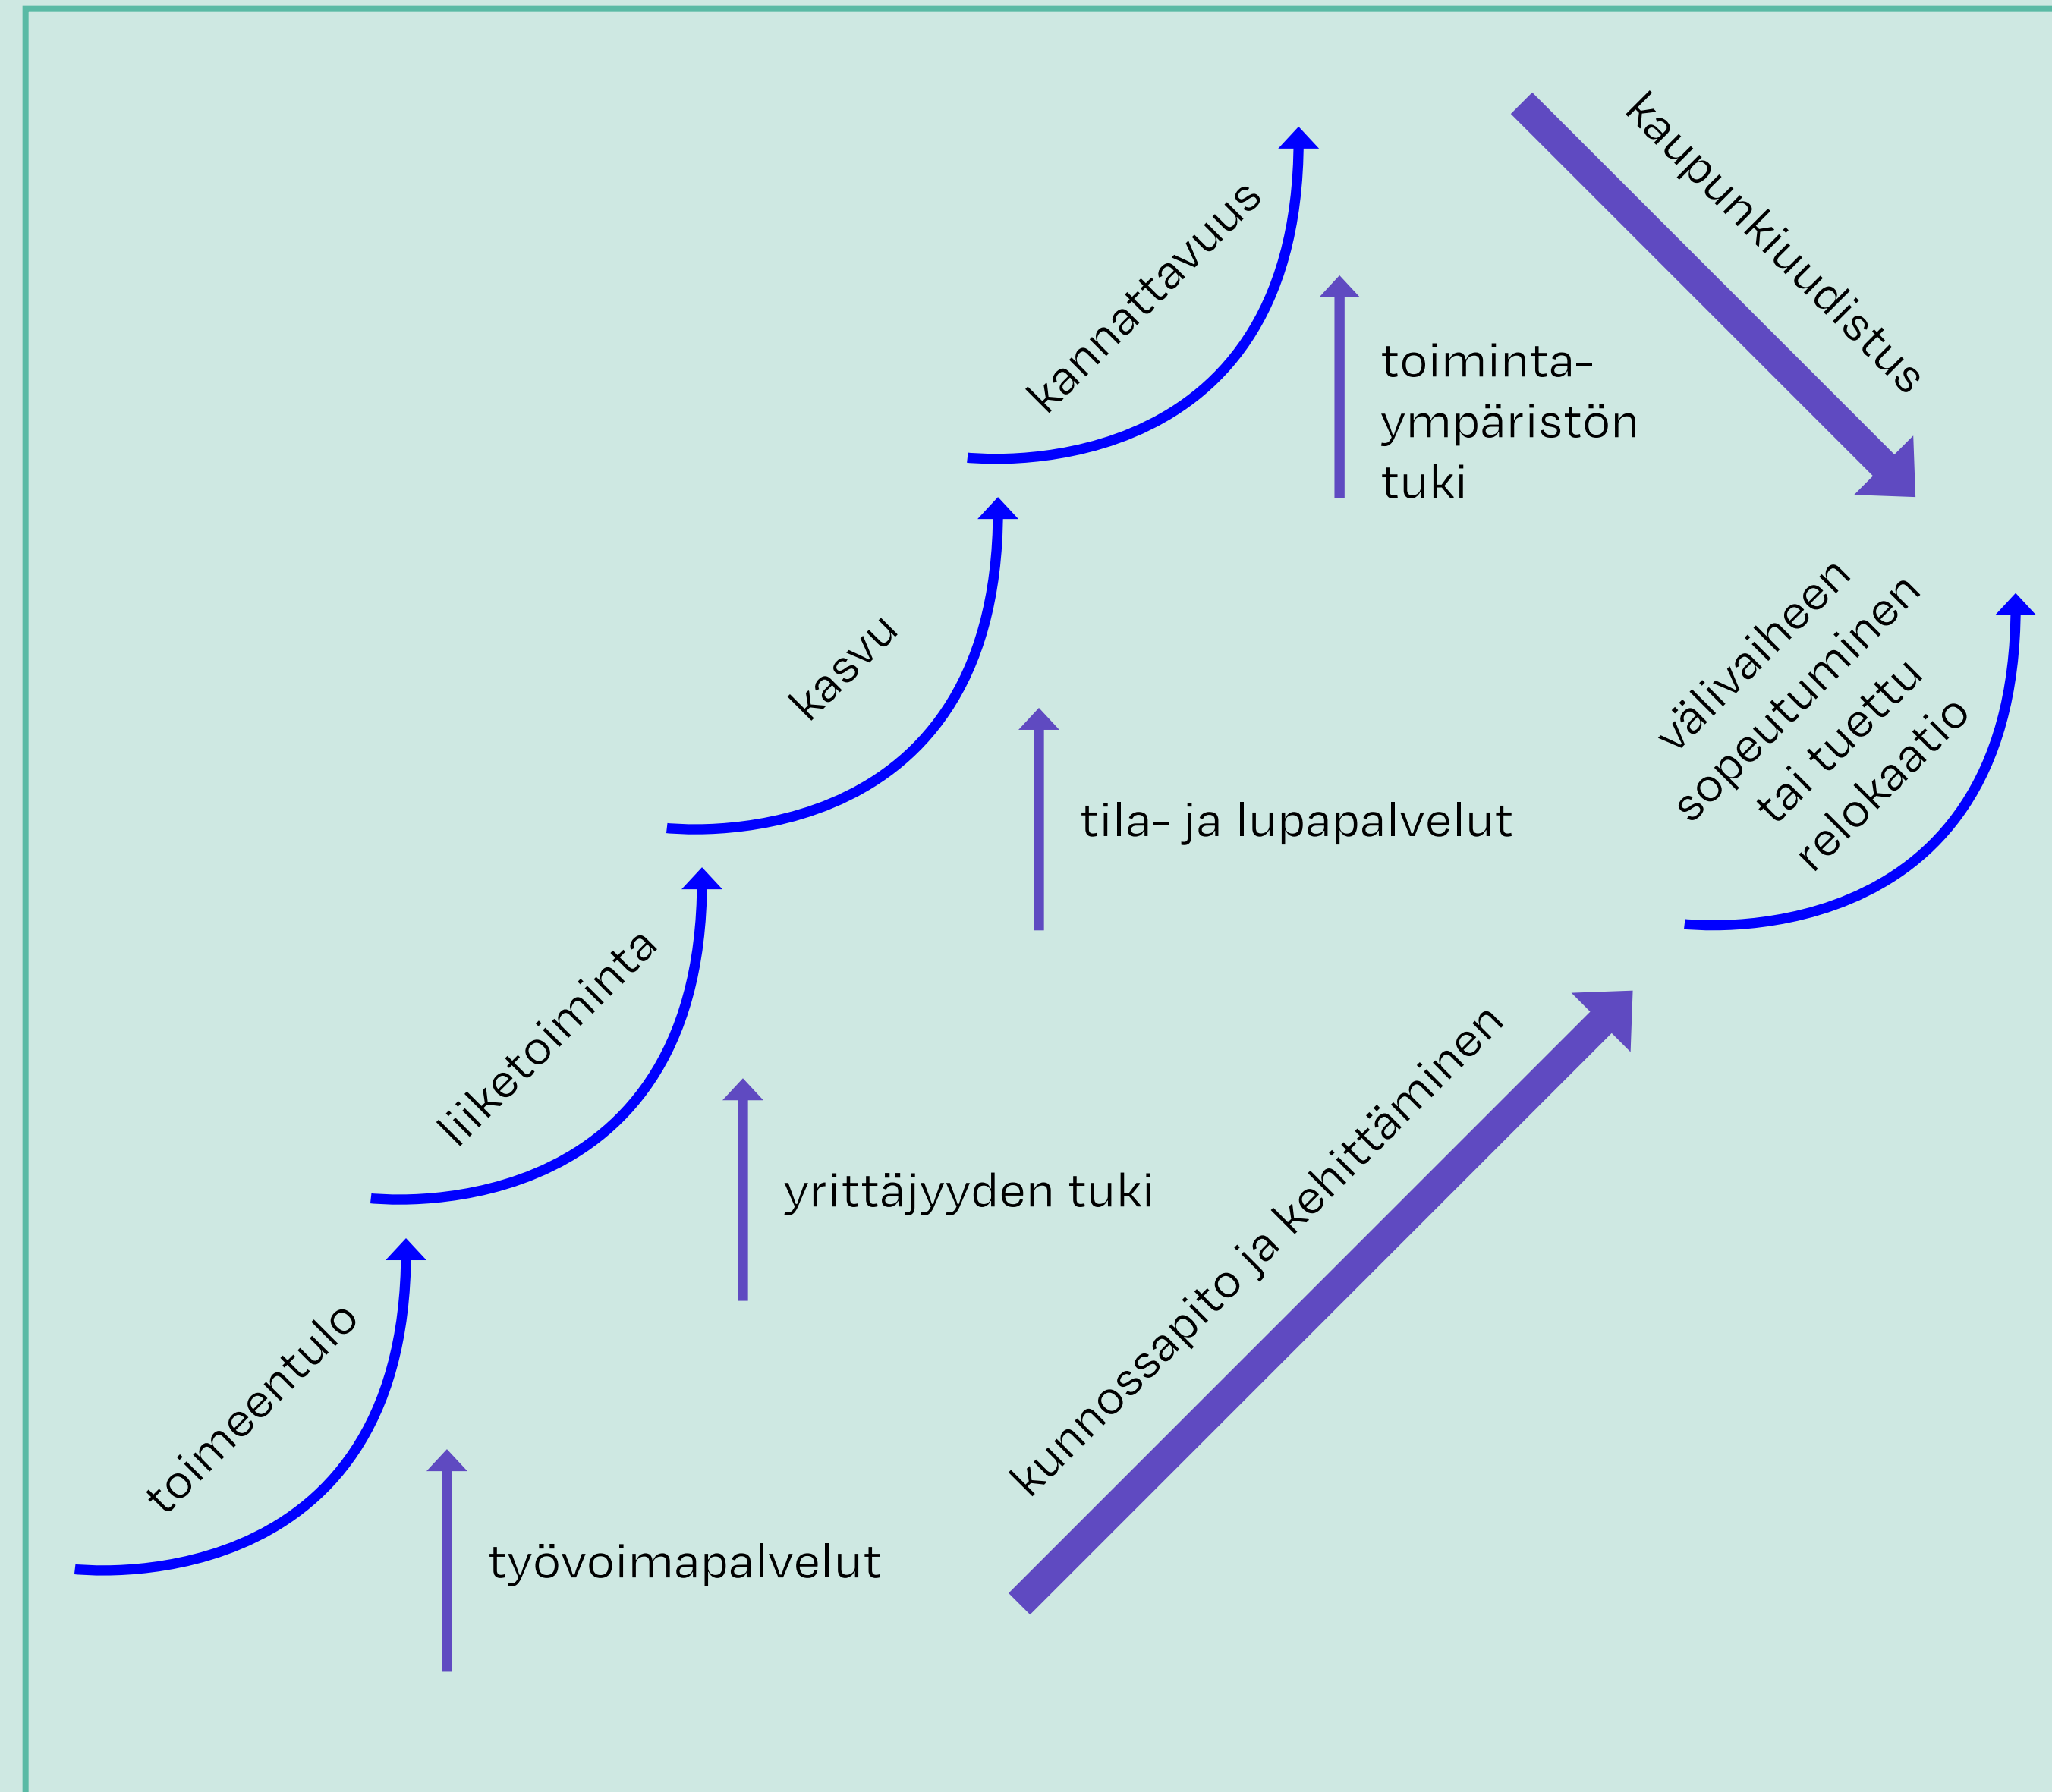 kaupunkiuudistus
kannattavuus
toiminta-
ympäristön
tuki
kasvu
välivaiheen
sopeutuminen
tai tuettu
relokaatio
tila- ja lupapalvelut
liiketoiminta
yrittäjyyden tuki
kunnossapito ja kehittäminen
toimeentulo
työvoimapalvelut